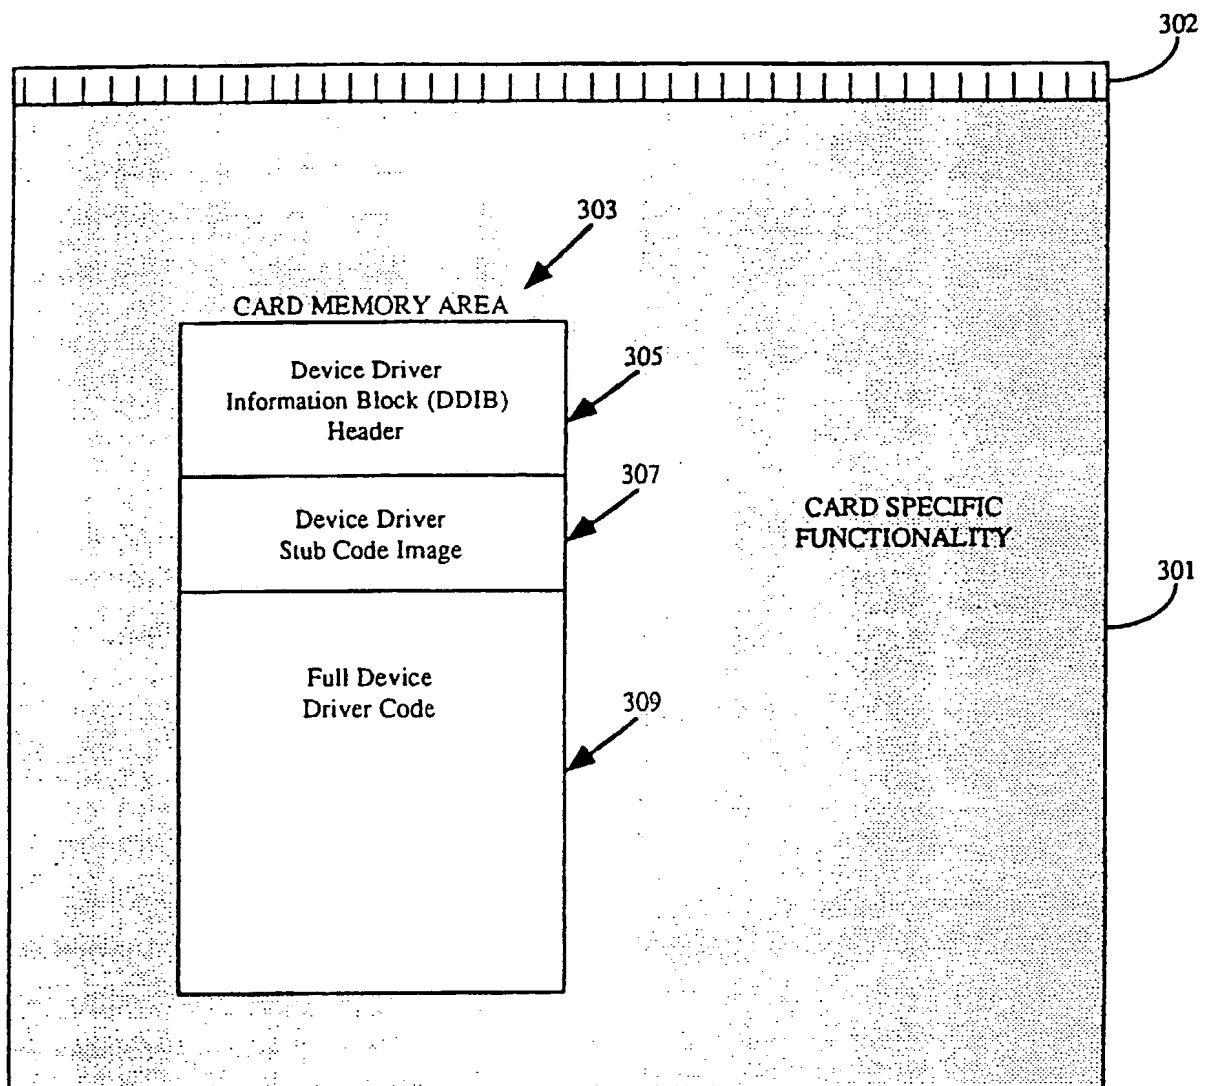 302
303
CARD MEMORY AREA
Device Driver
Information Block (DDIB)
Header
305
307
Device Driver
Stub Code Image
CARD SPECIFIC
FUNCTIONALITY
301
Full Device
Driver Code
309